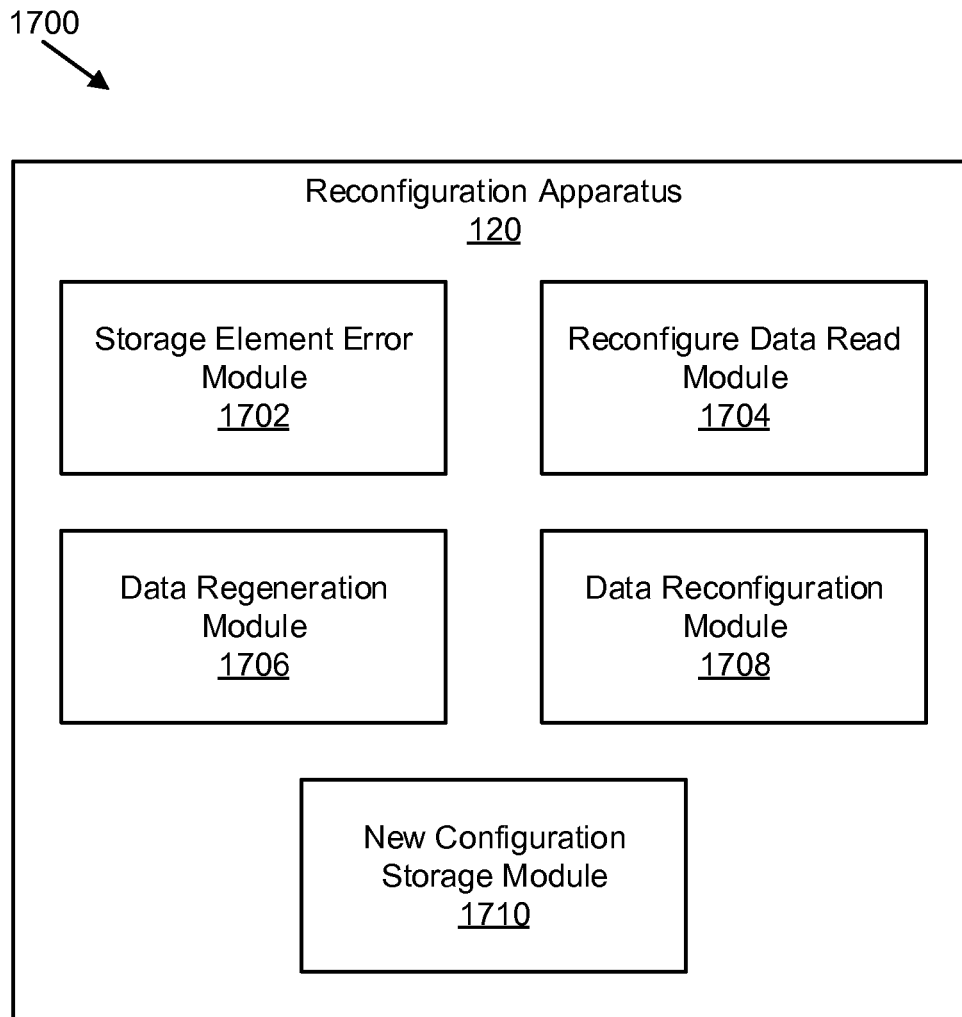 1700
Reconfiguration Apparatus
120
Storage Element Error
Module
1702
Reconfigure Data Read
Module
1704
Data Regeneration
Module
1706
Data Reconfiguration
Module
1708
New Configuration
Storage Module
1710